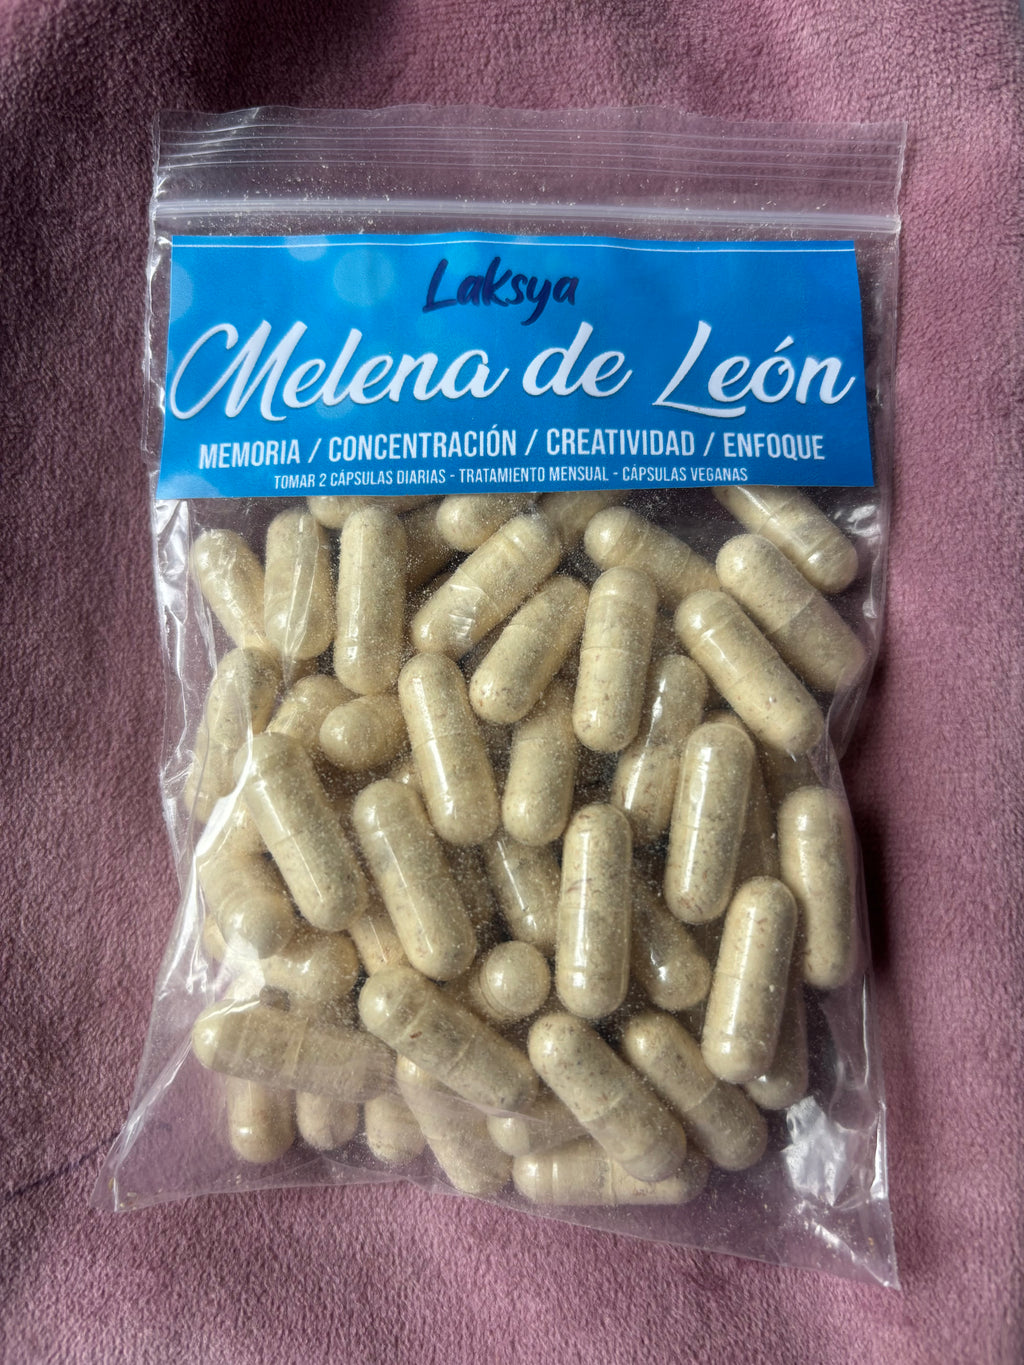 Laksya
Melena de León
MEMORIA / CONCENTRACIÓN / CREATIVIDAD / ENFOQUE
TOMAR 2 CÁPSULAS DIARIAS - TRATAMIENTO MENSUAL - CÁPSULAS VEGANAS